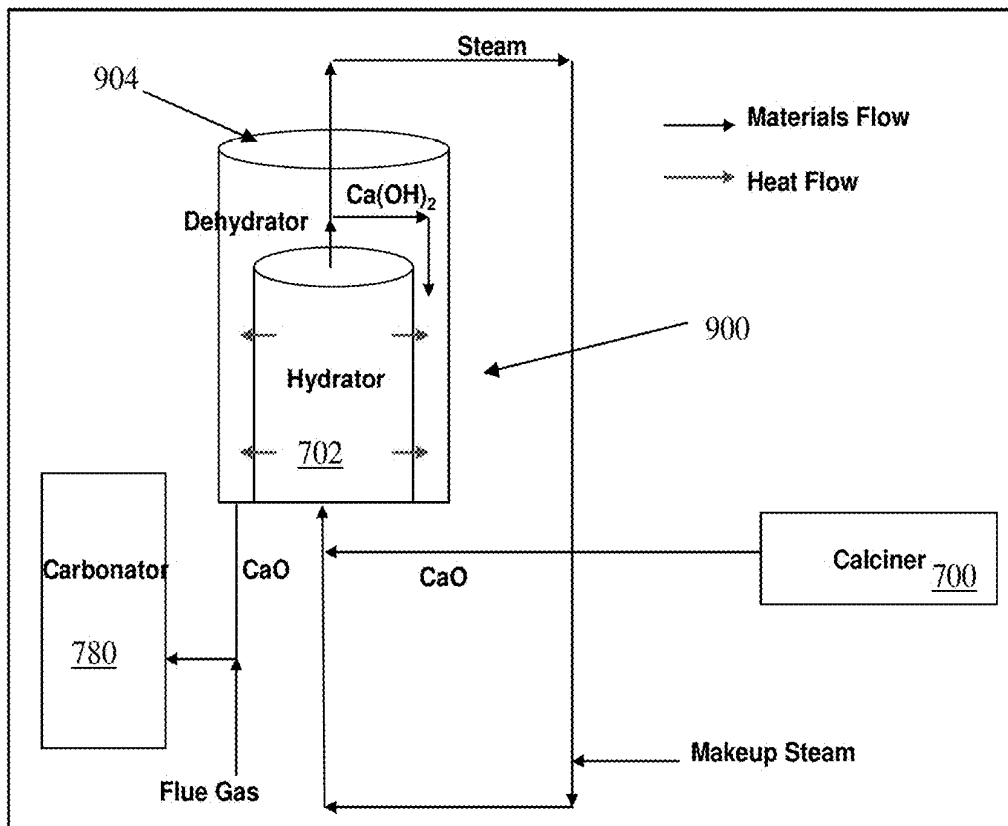 Steam
904
Materials Flow
Heat Flow
Ca(OH)2
Dehydrator
900
Hydrator
702
Carbonator
CaO
CaO
Calciner 700
780
Makeup Steam
Flue Gas